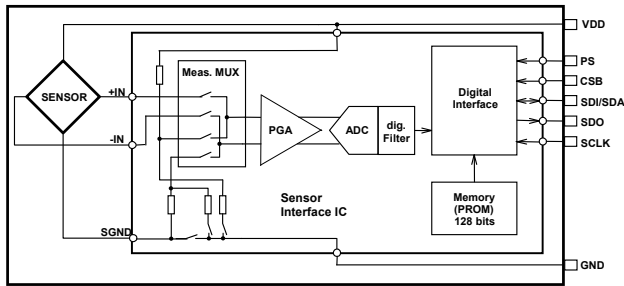 VDD
PS
CSB
SDI/SDA
SDO
SCLK
GND
SENSOR
+IN
-IN
SGND
Meas. MUX
PGA
ADC
dig.
Filter
Digital
Interface
Memory
(PROM)
128 bits
Sensor
Interface IC